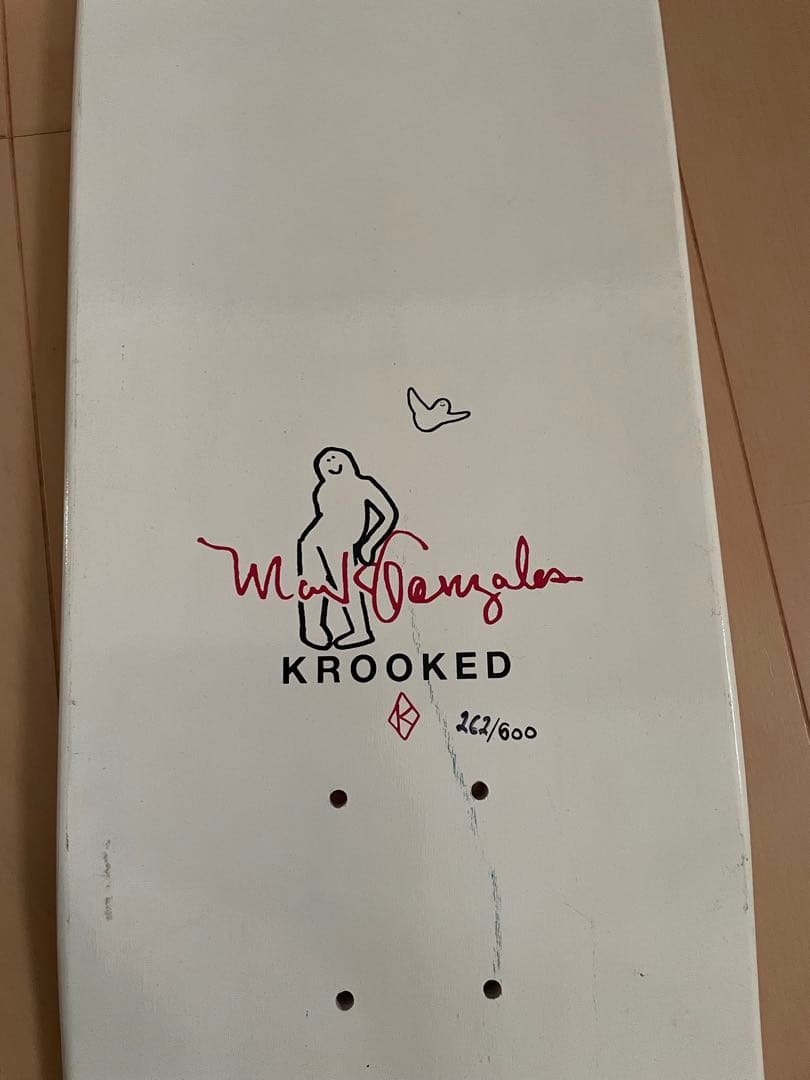 Mark Gonzales
KROOKED
K
262/600